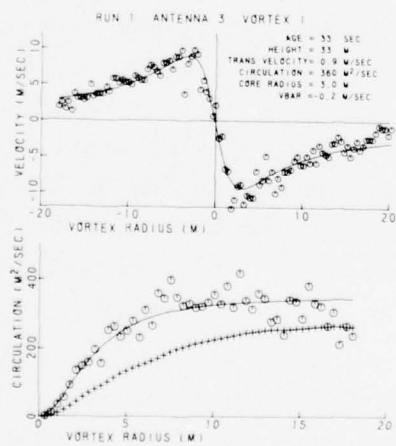 RUN 1 ANTENNA 3 VORTEX 1
AGE = 33 SEC
HEIGHT = 33 M
TRANS VELOCITY = 0.9 M/SEC
CIRCULATION = 360 M²/SEC
CORE RADIUS = 3.0 M
VBAR = -0.2 M/SEC
VELOCITY (M/SEC)
10
5
0
-5
-10
-20 -10 0 10 20
VORTEX RADIUS (M)
CIRCULATION (M²/SEC)
400
200
0
0 5 10 15 20
VORTEX RADIUS (M)